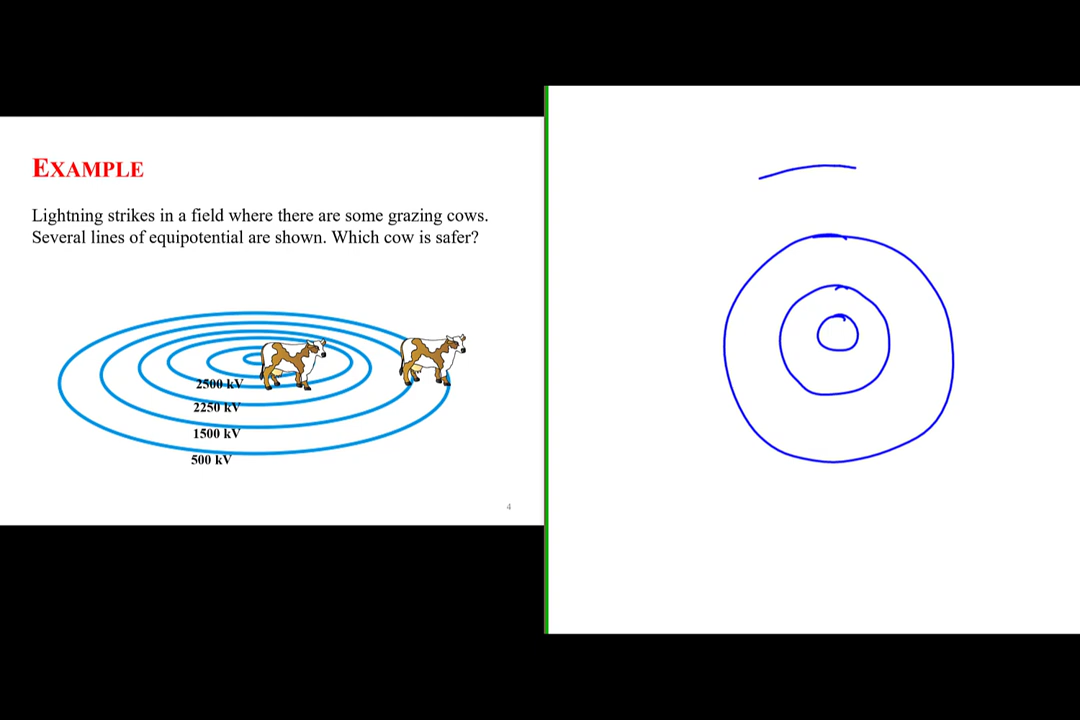 EXAMPLE
Lightning strikes in a field where there are some grazing cows.
Several lines of equipotential are shown. Which cow is safer?
2500 kV
2250 kV
1500 kV
500 kV
4